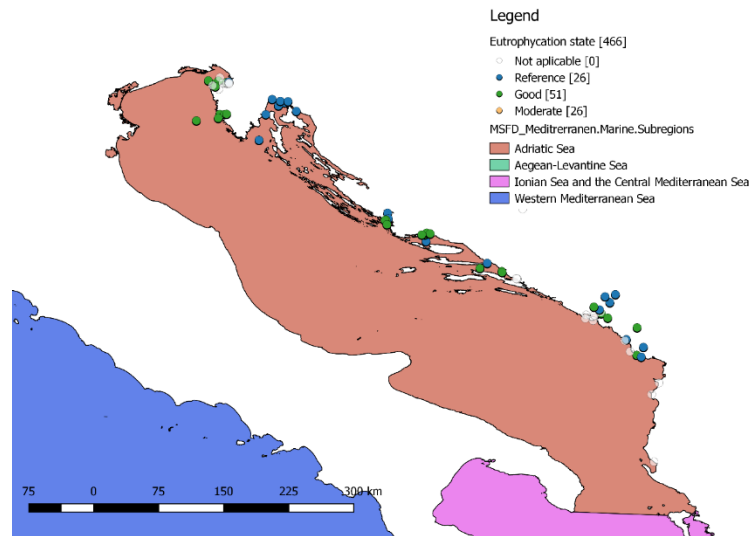 Legend
Eutrophycation state [466]
Not aplicable [0]
Reference [26]
Good [51]
Moderate [26]
MSFD_Meditrerranen.Marine.Subregions
Adriatic Sea
Aegean-Levantine Sea
Ionian Sea and the Central Mediterranean Sea
Western Mediterranean Sea
75 0 75 150 225 300 km